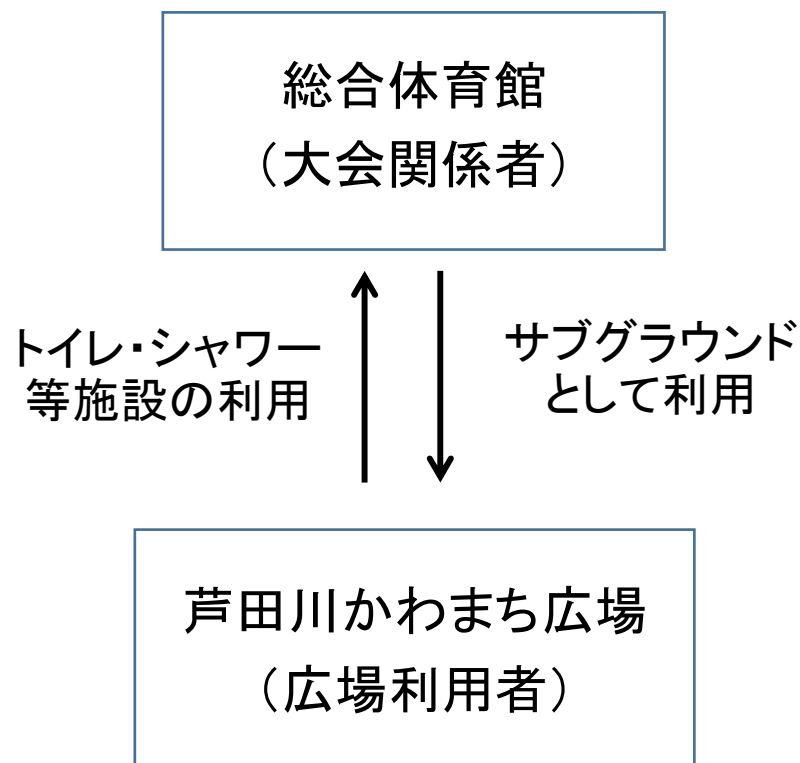 総合体育館
（大会関係者）
トイレ・シャワー
等施設の利用
サブグラウンド
として利用
芦田川かわまち広場
（広場利用者）